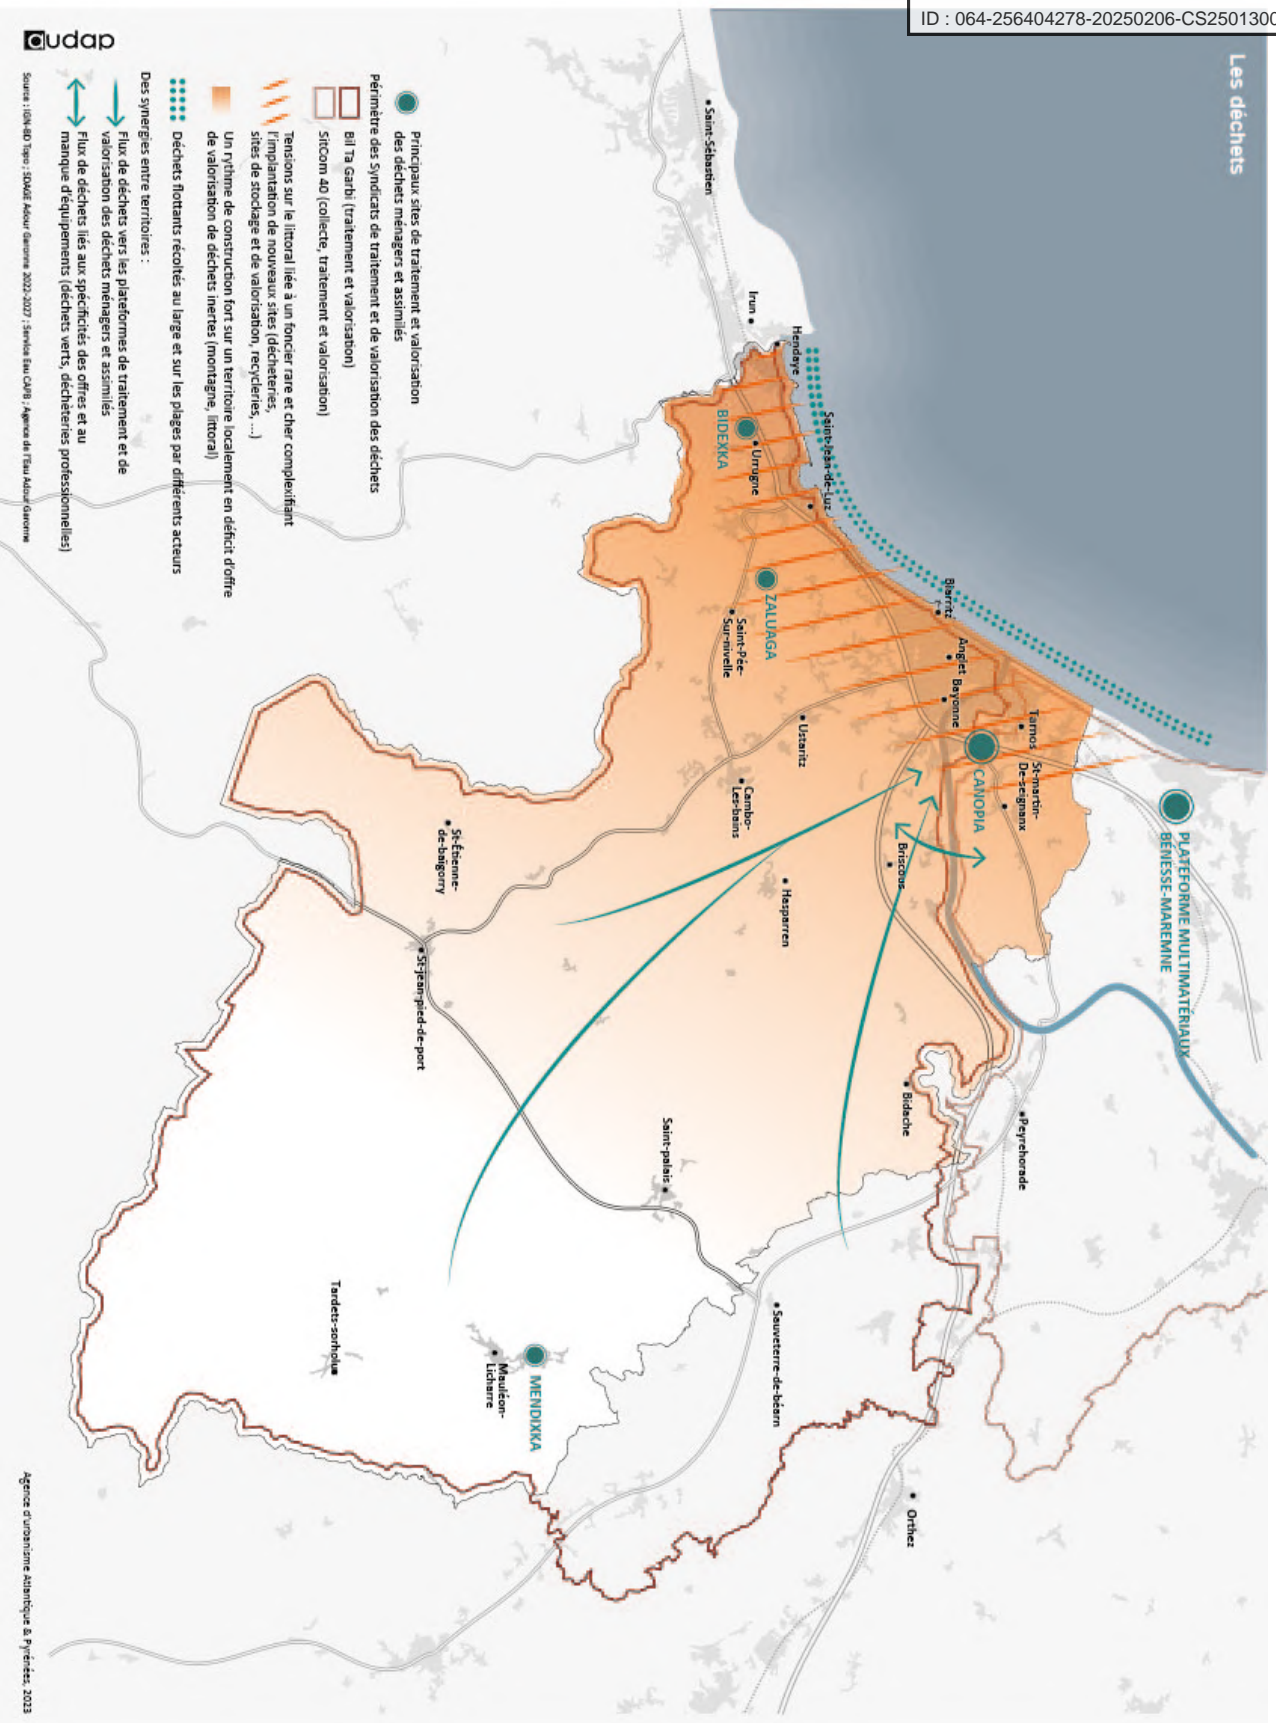 ID : 064-256404278-20250206-CS2501300
Les déchets
Saint-Sébastien
Irun
Hendaye
Saint-Jean-de-Luz
BIDEXKA
Urrugne
ZALUAGA
Saint-Pée-
Sur-nivelle
Biarritz
Anglet
Bayonne
Tarnos
St-martin-
De-seignanx
CANOPIA
PLATEFORME MULTIMATÉRIAUX
BÉNESSE-MAREMNE
Ustaritz
Cambo-
Les-bains
Briscous
Hasparren
St-Étienne-
de-baïgorry
St-jean-pied-de-port
Bidache
Peyrehorade
Saint-palais
Sauveterre-de-béarn
Tardets-sorholus
Mauléon-
Licharre
MENDIXKA
Orthez
Principaux sites de traitement et valorisation
des déchets ménagers et assimilés
Périmètre des Syndicats de traitement et de valorisation des déchets
Bil Ta Garbi (traitement et valorisation)
SitCom 40 (collecte, traitement et valorisation)
Tensions sur le littoral liée à un foncier rare et cher complexifiant
l'implantation de nouveaux sites (déchèteries,
sites de stockage et de valorisation, recycleries, ...)
Un rythme de construction fort sur un territoire localement en déficit d'offre
de valorisation de déchets inertes (montagne, littoral)
Déchets flottants récoltés au large et sur les plages par différents acteurs
Des synergies entre territoires :
Flux de déchets vers les plateformes de traitement et de
valorisation des déchets ménagers et assimilés
Flux de déchets liés aux spécificités des offres et au
manque d'équipements (déchets verts, déchèteries professionnelles)
audap
Source : IGN-BD Topo ; SDAGE Adour Garonne 2022-2027 ; Service Eau CAPB ; Agence de l'Eau Adour Garonne
Agence d'urbanisme Atlantique & Pyrénées, 2023